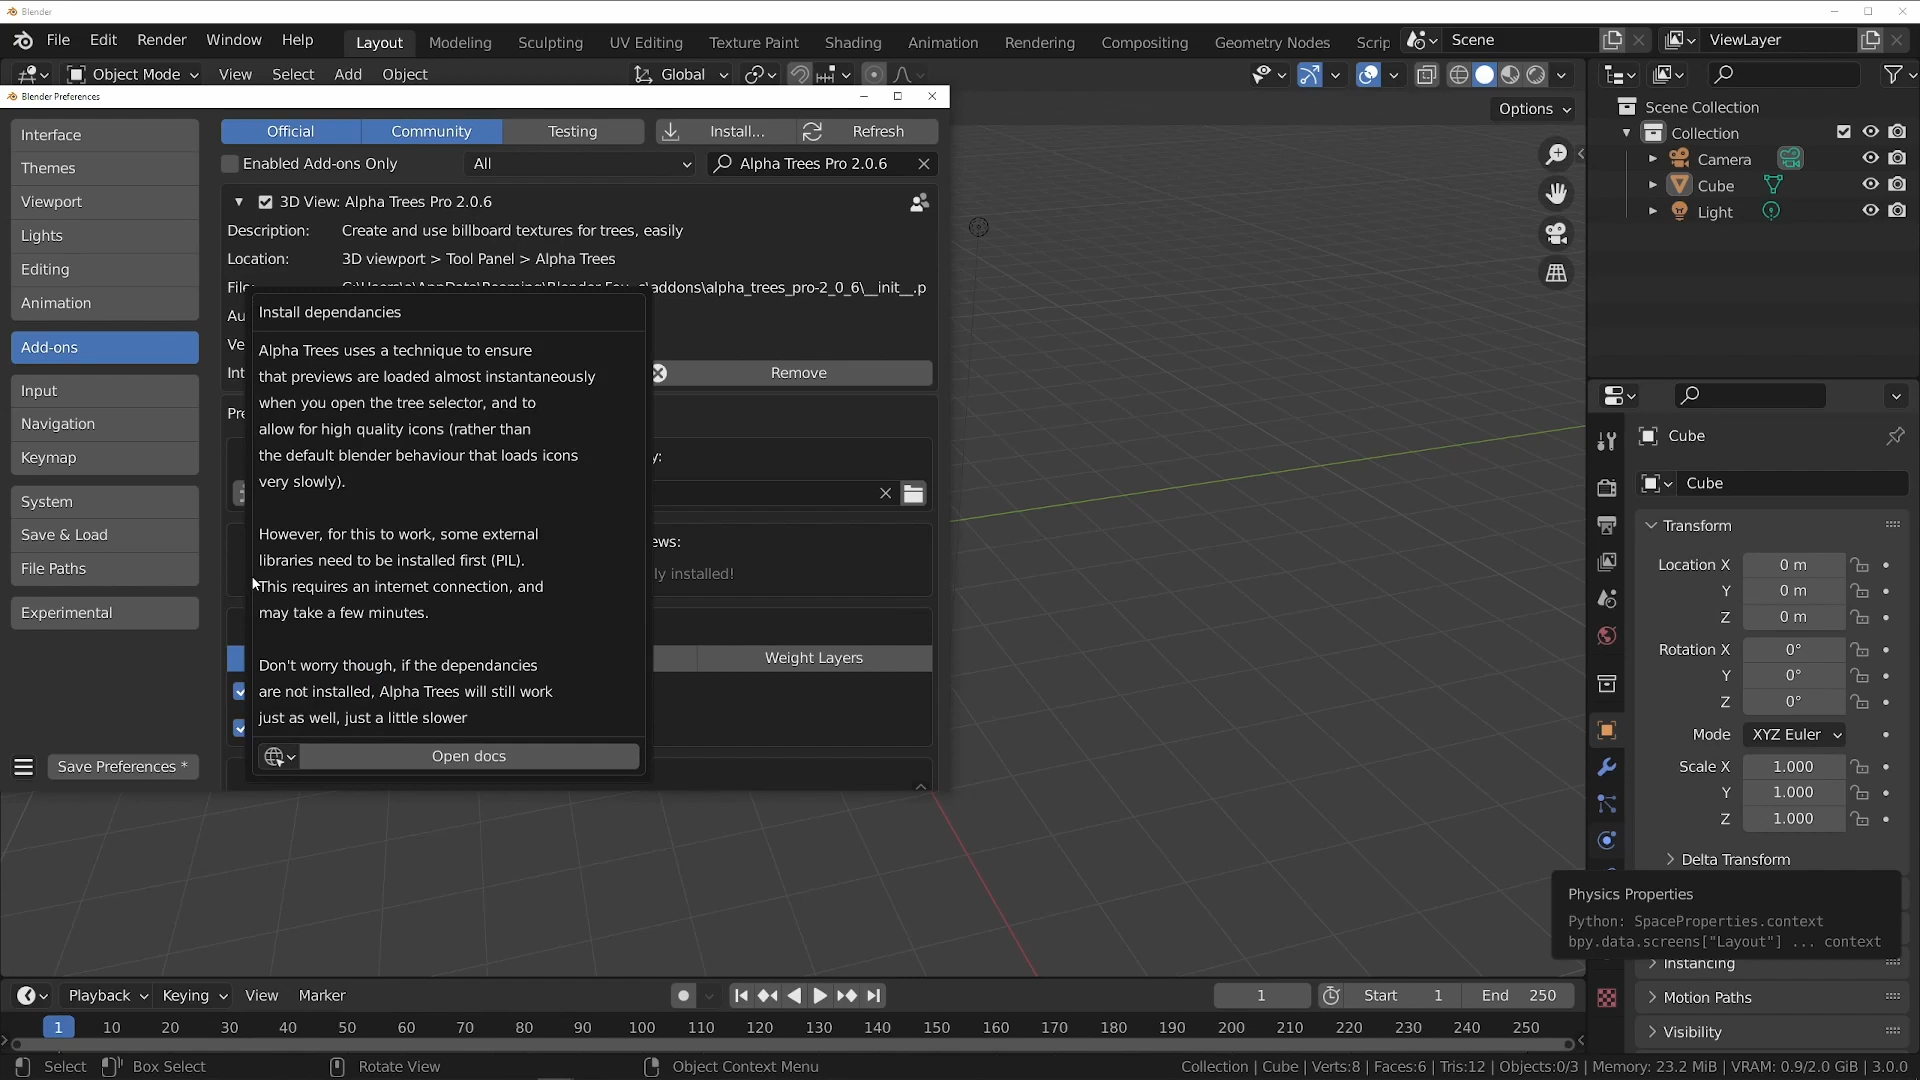 Blender
File Edit Render Window Help Layout Modeling Sculpting UV Editing Texture Paint Shading Animation Rendering Compositing Geometry Nodes Scrip Scene ViewLayer
Object Mode View Select Add Object Global
Blender Preferences
Options
Interface
Themes
Viewport
Lights
Editing
Animation
Add-ons
Input
Navigation
Keymap
System
Save & Load
File Paths
Experimental
Save Preferences *
Official Community Testing Install... Refresh
Enabled Add-ons Only All Alpha Trees Pro 2.0.6
3D View: Alpha Trees Pro 2.0.6
Description: Create and use billboard textures for trees, easily
Location: 3D viewport > Tool Panel > Alpha Trees
\addons\alpha_trees_pro-2_0_6\__init__.p
Remove
Install dependancies
Alpha Trees uses a technique to ensure
that previews are loaded almost instantaneously
when you open the tree selector, and to
allow for high quality icons (rather than
the default blender behaviour that loads icons
very slowly).
However, for this to work, some external
libraries need to be installed first (PIL).
This requires an internet connection, and
may take a few minutes.
Don't worry though, if the dependancies
are not installed, Alpha Trees will still work
just as well, just a little slower
Open docs
ews:
ly installed!
Weight Layers
Scene Collection
Collection
Camera
Cube
Light
Cube
Cube
Transform
Location X 0 m
Y 0 m
Z 0 m
Rotation X 0°
Y 0°
Z 0°
Mode XYZ Euler
Scale X 1.000
Y 1.000
Z 1.000
Delta Transform
Physics Properties
Python: SpaceProperties.context
bpy.data.screens["Layout"] ... context
Instancing
Motion Paths
Visibility
Playback Keying View Marker 1 Start 1 End 250
1 10 20 30 40 50 60 70 80 90 100 110 120 130 140 150 160 170 180 190 200 210 220 230 240 250
Select Box Select Rotate View Object Context Menu Collection | Cube | Verts:8 | Faces:6 | Tris:12 | Objects:0/3 | Memory: 23.2 MiB | VRAM: 0.9/2.0 GiB | 3.0.0